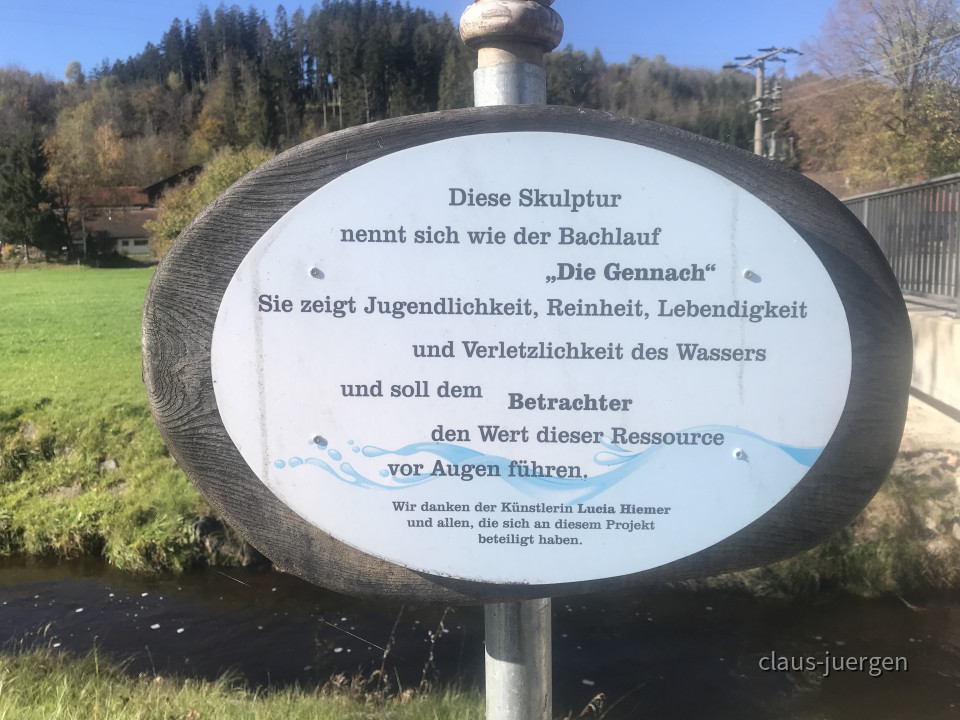 Diese Skulptur
nennt sich wie der Bachlauf
„Die Gennach“
Sie zeigt Jugendlichkeit, Reinheit, Lebendigkeit
und Verletzlichkeit des Wassers
und soll dem Betrachter
den Wert dieser Ressource
vor Augen führen.
Wir danken der Künstlerin Lucia Hiemer
und allen, die sich an diesem Projekt
beteiligt haben.
claus-juergen